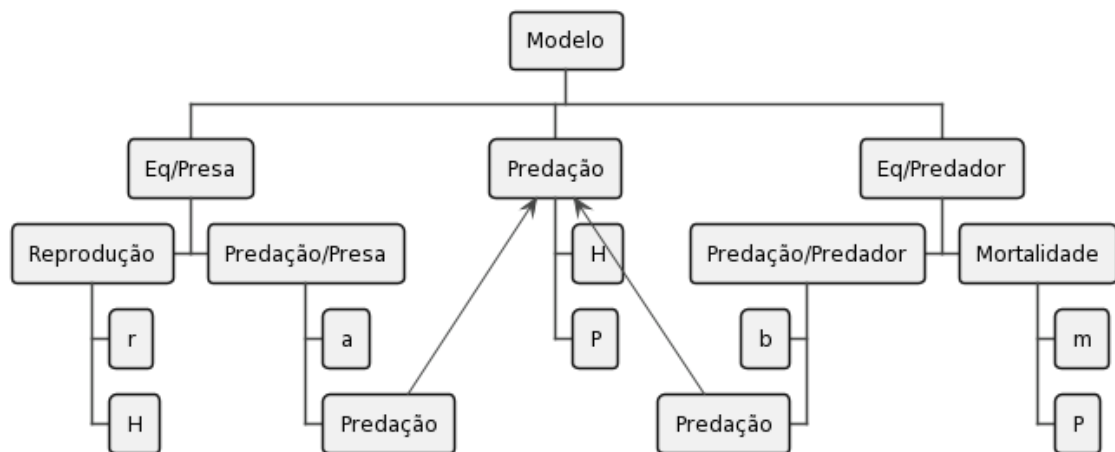 Modelo
Eq/Presa
Predação
Eq/Predador
Reprodução
Predação/Presa
H
Predação/Predador
Mortalidade
r
a
P
b
m
H
Predação
Predação
P